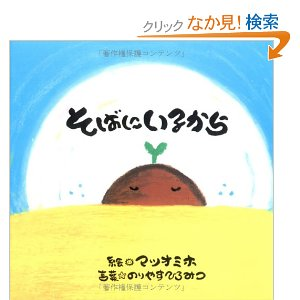 クリック なか見! 検索
「著作権保護コンテンツ」
そばにいるから
絵 マツオミホ
言葉☆のりやすひろみつ
「著作権保護コンテンツ」